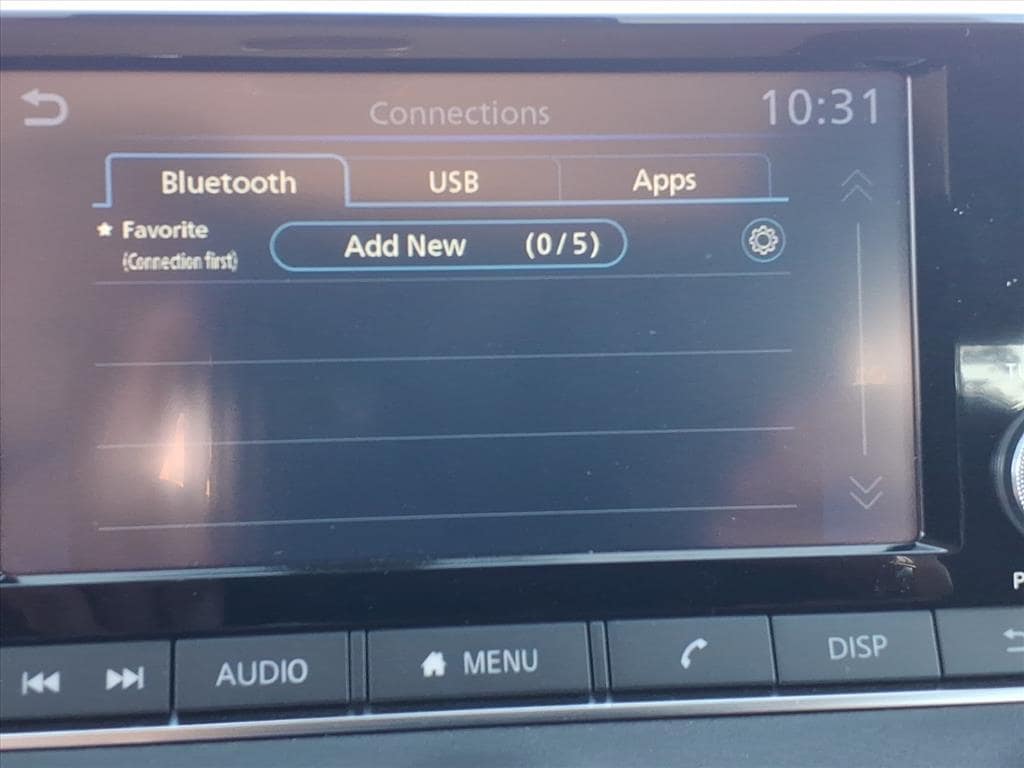 Connections
10:31
Bluetooth
USB
Apps
Favorite
(Connection first)
Add New (0/5)
AUDIO
MENU
DISP